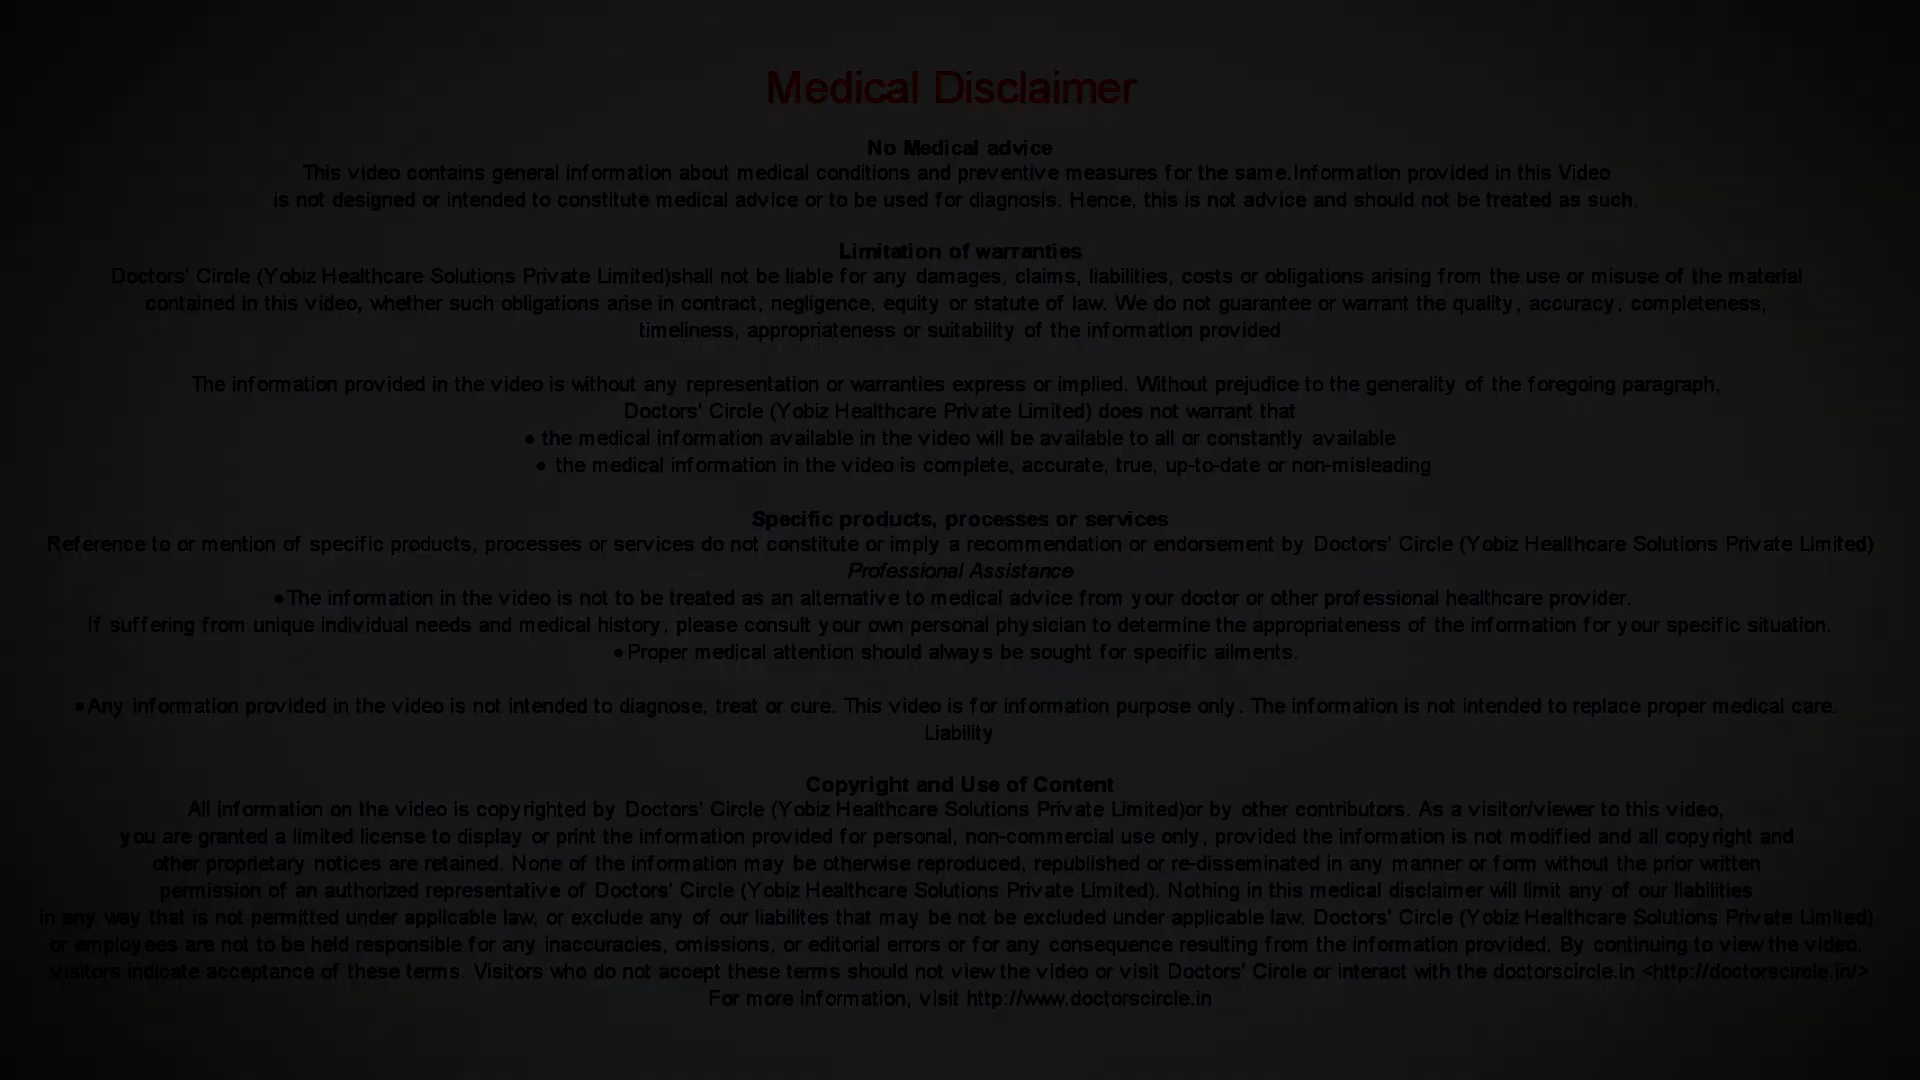 Medical Disclaimer
No Medical advice
This video contains general information about medical conditions and preventive measures for the same.Information provided in this Video
is not designed or intended to constitute medical advice or to be used for diagnosis. Hence, this is not advice and should not be treated as such.
Limitation of warranties
Doctors' Circle (Yobiz Healthcare Solutions Private Limited)shall not be liable for any damages, claims, liabilities, costs or obligations arising from the use or misuse of the material
contained in this video, whether such obligations arise in contract, negligence, equity or statute of law. We do not guarantee or warrant the quality, accuracy, completeness,
timeliness, appropriateness or suitability of the information provided
The information provided in the video is without any representation or warranties express or implied. Without prejudice to the generality of the foregoing paragraph,
Doctors' Circle (Yobiz Healthcare Private Limited) does not warrant that
• the medical information available in the video will be available to all or constantly available
• the medical information in the video is complete, accurate, true, up-to-date or non-misleading
Specific products, processes or services
Reference to or mention of specific products, processes or services do not constitute or imply a recommendation or endorsement by Doctors' Circle (Yobiz Healthcare Solutions Private Limited)
Professional Assistance
•The information in the video is not to be treated as an alternative to medical advice from your doctor or other professional healthcare provider.
If suffering from unique individual needs and medical history, please consult your own personal physician to determine the appropriateness of the information for your specific situation.
•Proper medical attention should always be sought for specific ailments.
•Any information provided in the video is not intended to diagnose, treat or cure. This video is for information purpose only. The information is not intended to replace proper medical care.
Liability
Copyright and Use of Content
All information on the video is copyrighted by Doctors' Circle (Yobiz Healthcare Solutions Private Limited)or by other contributors. As a visitor/viewer to this video,
you are granted a limited license to display or print the information provided for personal, non-commercial use only, provided the information is not modified and all copyright and
other proprietary notices are retained. None of the information may be otherwise reproduced, republished or re-disseminated in any manner or form without the prior written
permission of an authorized representative of Doctors' Circle (Yobiz Healthcare Solutions Private Limited). Nothing in this medical disclaimer will limit any of our liabilities
in any way that is not permitted under applicable law, or exclude any of our liabilites that may be not be excluded under applicable law. Doctors' Circle (Yobiz Healthcare Solutions Private Limited)
or employees are not to be held responsible for any inaccuracies, omissions, or editorial errors or for any consequence resulting from the information provided. By continuing to view the video,
visitors indicate acceptance of these terms. Visitors who do not accept these terms should not view the video or visit Doctors' Circle or interact with the doctorscircle.in <http://doctorscircle.in/>
For more information, visit http://www.doctorscircle.in